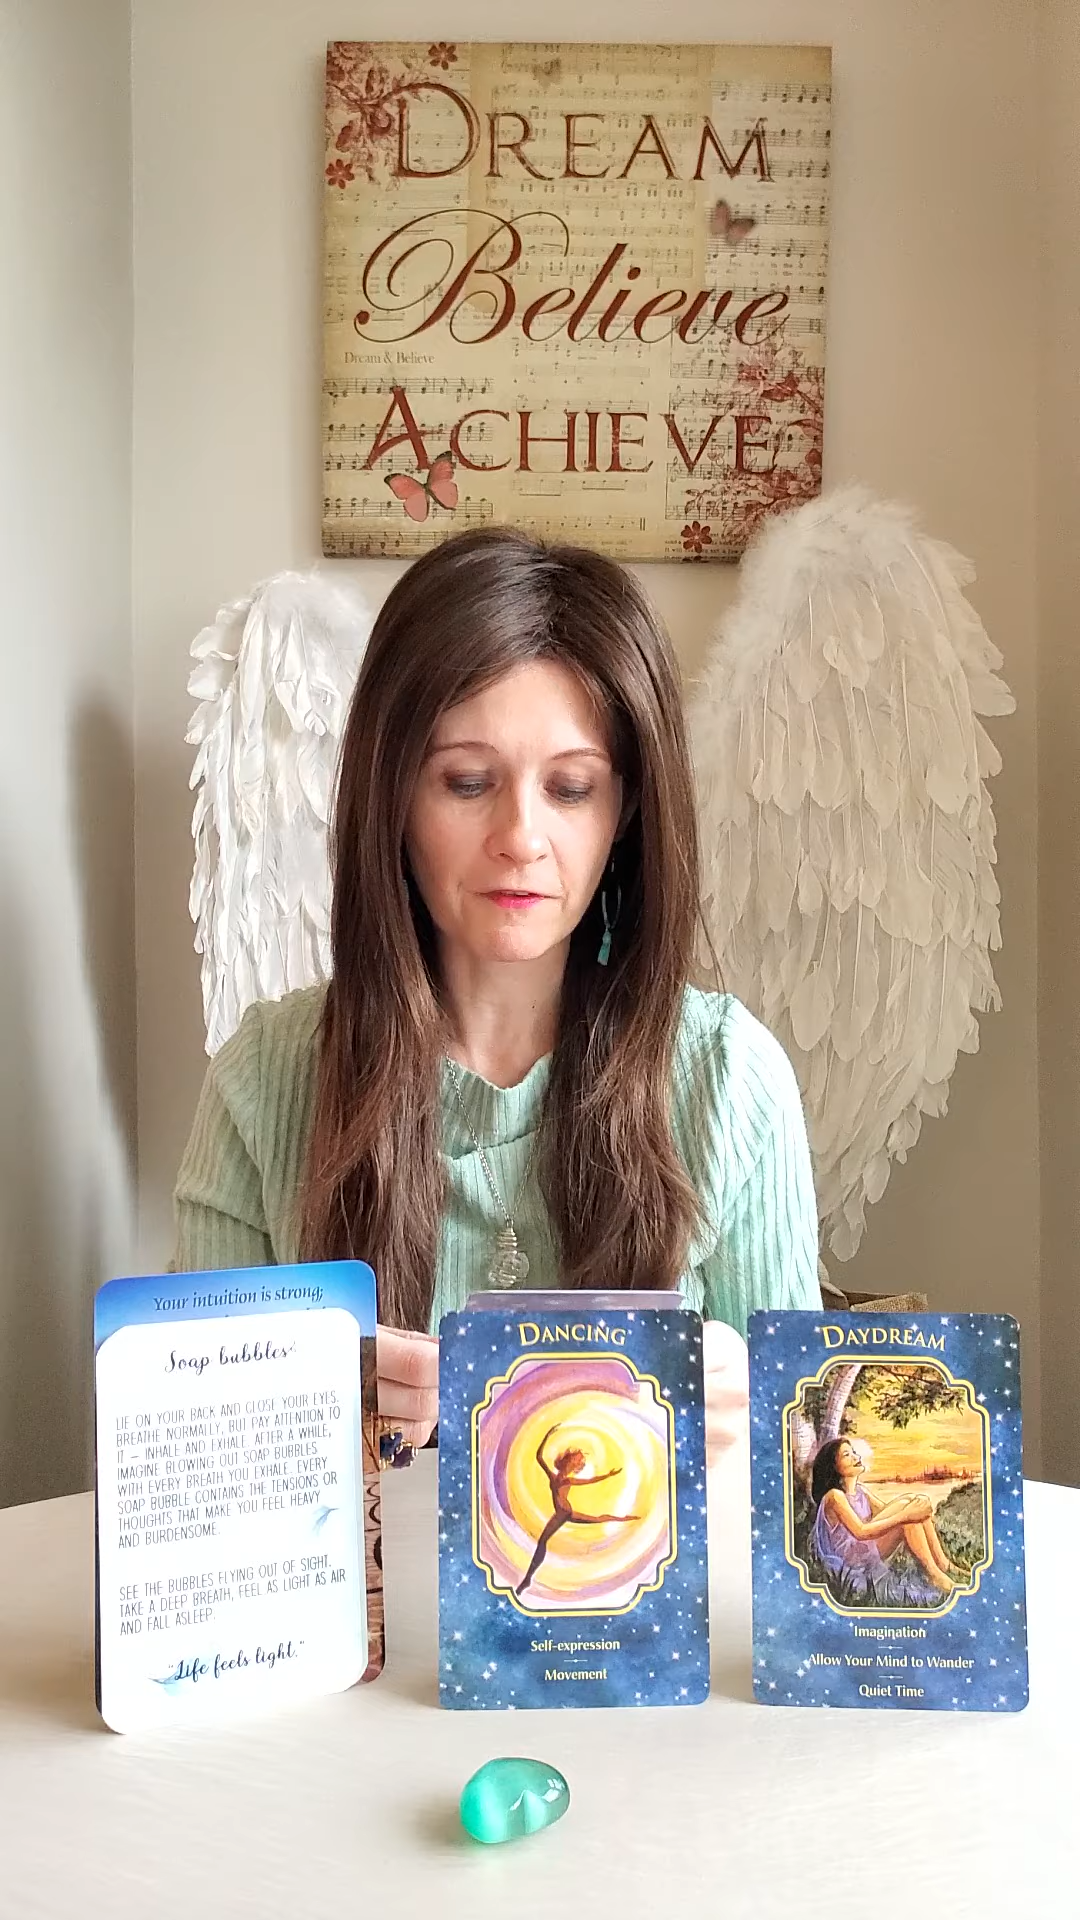 DREAM
Believe
Dream & Believe
ACHIEVE
Your intuition is strong;
Soap bubbles
LIE ON YOUR BACK AND CLOSE YOUR EYES.
BREATHE NORMALLY, BUT PAY ATTENTION TO
IT – INHALE AND EXHALE. AFTER A WHILE,
IMAGINE BLOWING OUT SOAP BUBBLES
WITH EVERY BREATH YOU EXHALE. EVERY
SOAP BUBBLE CONTAINS THE TENSIONS OR
THOUGHTS THAT MAKE YOU FEEL HEAVY
AND BURDENSOME.
SEE THE BUBBLES FLYING OUT OF SIGHT.
TAKE A DEEP BREATH, FEEL AS LIGHT AS AIR
AND FALL ASLEEP.
"Life feels light."
DANCING
Self-expression
Movement
DAYDREAM
Imagination
Allow Your Mind to Wander
Quiet Time